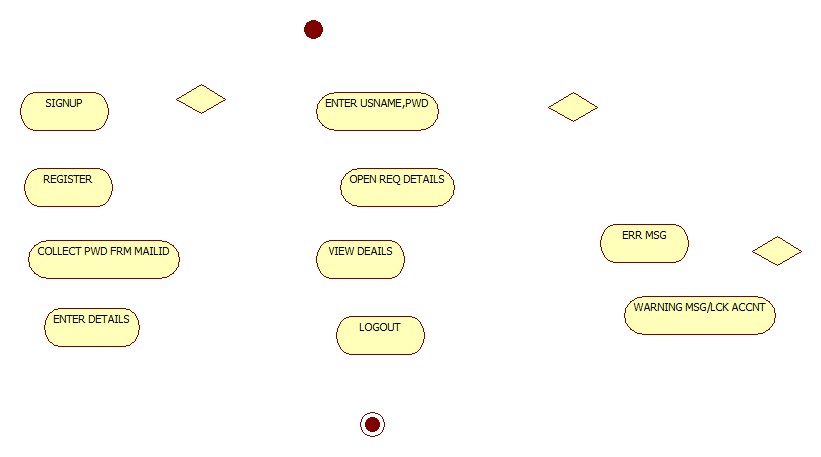 SIGNUP
ENTER USNAME,PWD
REGISTER
OPEN REQ DETAILS
ERR MSG
COLLECT PWD FRM MAILID
VIEW DEAILS
WARNING MSG/LCK ACCNT
ENTER DETAILS
LOGOUT